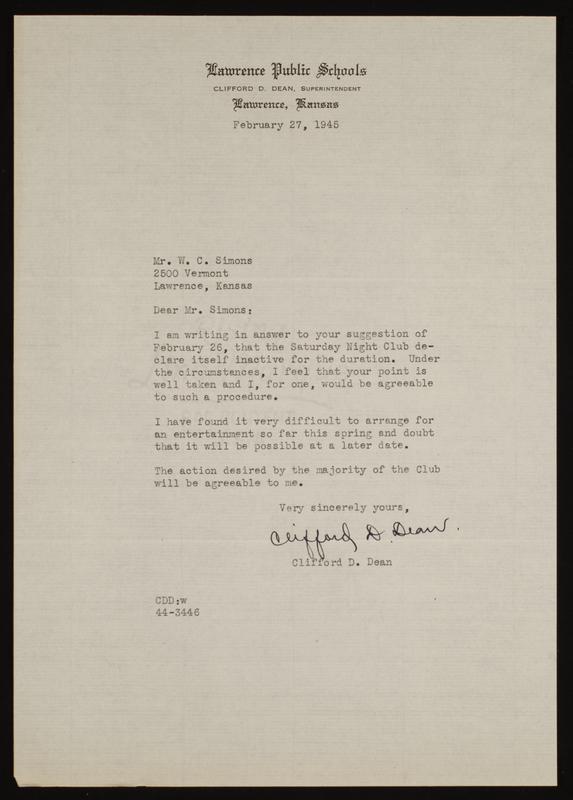 Lawrence Public Schools
CLIFFORD D. DEAN, SUPERINTENDENT
Lawrence, Kansas
February 27, 1945
Mr. W. C. Simons
2500 Vermont
Lawrence, Kansas
Dear Mr. Simons:
I am writing in answer to your suggestion of
February 26, that the Saturday Night Club de-
clare itself inactive for the duration. Under
the circumstances, I feel that your point is
well taken and I, for one, would be agreeable
to such a procedure.
I have found it very difficult to arrange for
an entertainment so far this spring and doubt
that it will be possible at a later date.
The action desired by the majority of the Club
will be agreeable to me.
Very sincerely yours,
Clifford D. Dean.
Clifford D. Dean
CDD:w
44-3446